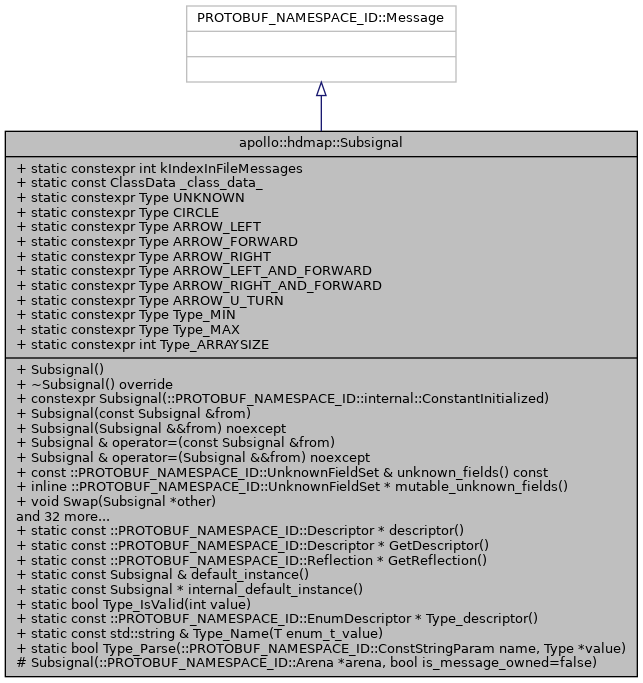 PROTOBUF_NAMESPACE_ID::Message
apollo::hdmap::Subsignal
+ static constexpr int kIndexInFileMessages
+ static const ClassData _class_data_
+ static constexpr Type UNKNOWN
+ static constexpr Type CIRCLE
+ static constexpr Type ARROW_LEFT
+ static constexpr Type ARROW_FORWARD
+ static constexpr Type ARROW_RIGHT
+ static constexpr Type ARROW_LEFT_AND_FORWARD
+ static constexpr Type ARROW_RIGHT_AND_FORWARD
+ static constexpr Type ARROW_U_TURN
+ static constexpr Type Type_MIN
+ static constexpr Type Type_MAX
+ static constexpr int Type_ARRAYSIZE
+ Subsignal()
+ ~Subsignal() override
+ constexpr Subsignal(::PROTOBUF_NAMESPACE_ID::internal::ConstantInitialized)
+ Subsignal(const Subsignal &from)
+ Subsignal(Subsignal &&from) noexcept
+ Subsignal & operator=(const Subsignal &from)
+ Subsignal & operator=(Subsignal &&from) noexcept
+ const ::PROTOBUF_NAMESPACE_ID::UnknownFieldSet & unknown_fields() const
+ inline ::PROTOBUF_NAMESPACE_ID::UnknownFieldSet * mutable_unknown_fields()
+ void Swap(Subsignal *other)
and 32 more...
+ static const ::PROTOBUF_NAMESPACE_ID::Descriptor * descriptor()
+ static const ::PROTOBUF_NAMESPACE_ID::Descriptor * GetDescriptor()
+ static const ::PROTOBUF_NAMESPACE_ID::Reflection * GetReflection()
+ static const Subsignal & default_instance()
+ static const Subsignal * internal_default_instance()
+ static bool Type_IsValid(int value)
+ static const ::PROTOBUF_NAMESPACE_ID::EnumDescriptor * Type_descriptor()
+ static const std::string & Type_Name(T enum_t_value)
+ static bool Type_Parse(::PROTOBUF_NAMESPACE_ID::ConstStringParam name, Type *value)
# Subsignal(::PROTOBUF_NAMESPACE_ID::Arena *arena, bool is_message_owned=false)